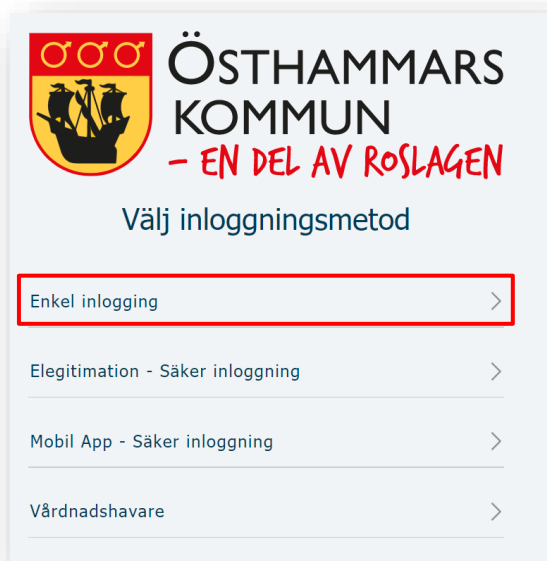 ÖSTHAMMARS
KOMMUN
– EN DEL AV ROSLAGEN
Välj inloggningsmetod
Enkel inlogging
Elegitimation - Säker inloggning
Mobil App - Säker inloggning
Vårdnadshavare